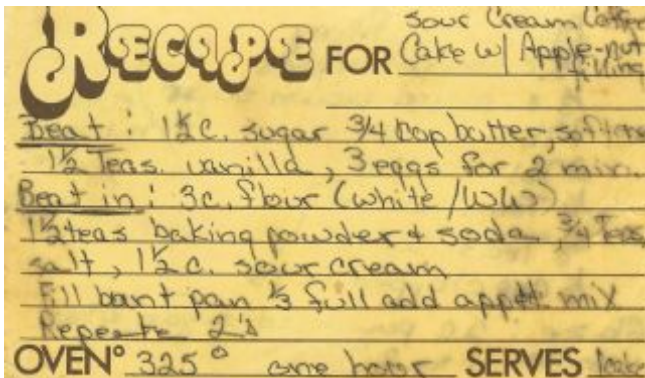 Sour Cream Coffee
RECIPE FOR Cake w/ Apple-nut
filling
Beat: 1½ c. sugar 3/4 cup butter, softene
1½ Teas. vanilla, 3 eggs for 2 min.
Beat in: 3c. flour (white /WW)
1½ teas baking powder + soda, 3/4 Teas
salt, 1½ c. sour cream
Fill bunt pan ⅓ full add mix
Repeate 2's
OVEN° 325° one hour SERVES 1cake